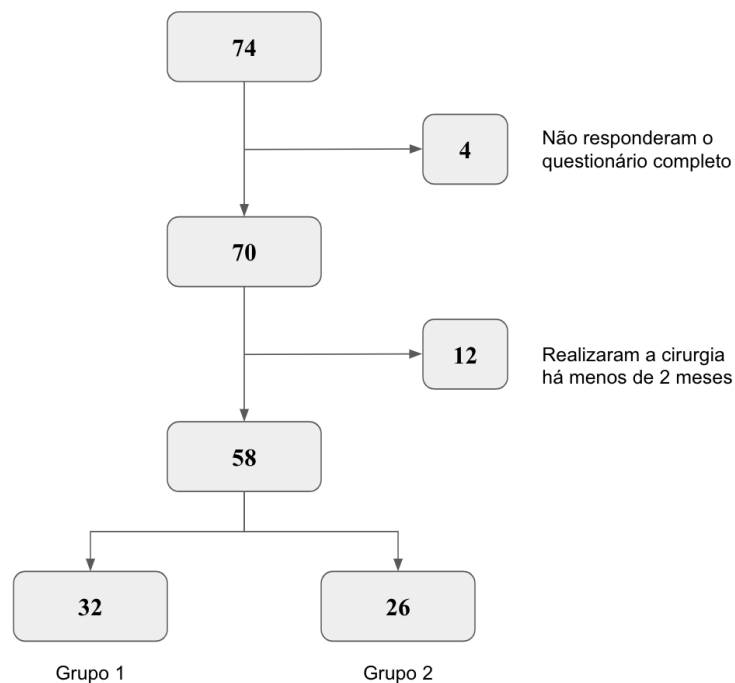 74
4
Não responderam o
questionário completo
70
12
Realizaram a cirurgia
há menos de 2 meses
58
32
26
Grupo 1
Grupo 2